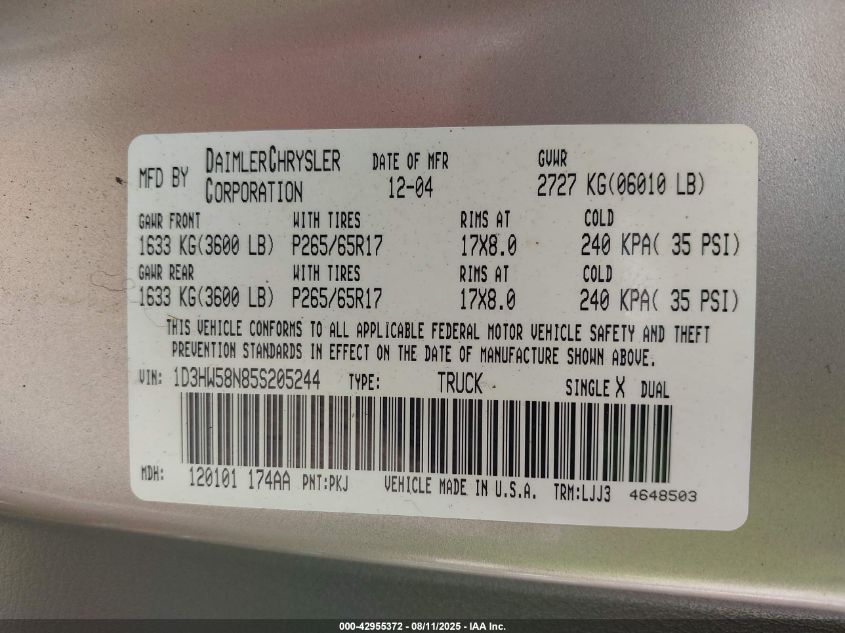 MFD BY DAIMLERCHRYSLER CORPORATION DATE OF MFR 12-04 GVWR 2727 KG(06010 LB)
GAWR FRONT WITH TIRES RIMS AT COLD
1633 KG(3600 LB) P265/65R17 17X8.0 240 KPA( 35 PSI)
GAWR REAR WITH TIRES RIMS AT COLD
1633 KG(3600 LB) P265/65R17 17X8.0 240 KPA( 35 PSI)
THIS VEHICLE CONFORMS TO ALL APPLICABLE FEDERAL MOTOR VEHICLE SAFETY AND THEFT
PREVENTION STANDARDS IN EFFECT ON THE DATE OF MANUFACTURE SHOWN ABOVE.
VIN: 1D3HW58N85S205244 TYPE: TRUCK SINGLE X DUAL
MDH: 120101 174AA PNT:PKJ VEHICLE MADE IN U.S.A. TRM:LJJ3 4648503
000-42955372 - 08/11/2025 - IAA Inc.